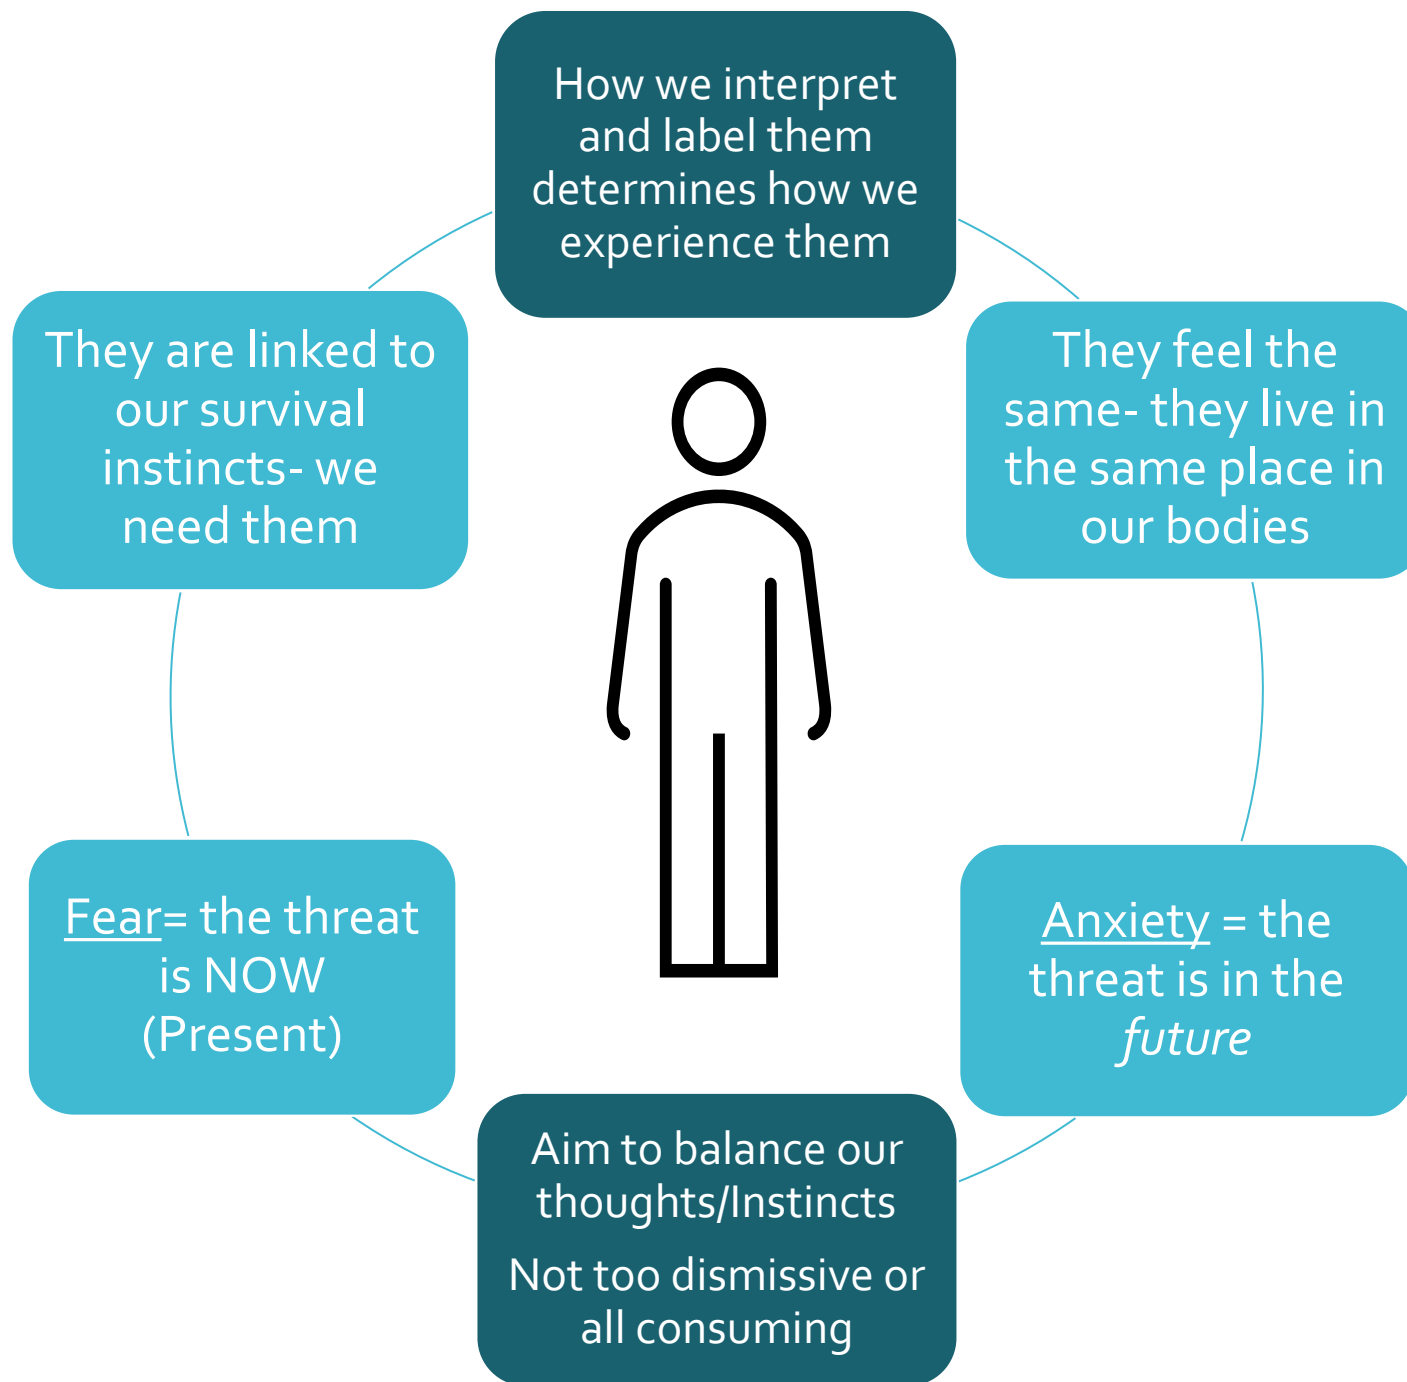 How we interpret
and label them
determines how we
experience them
They are linked to
our survival
instincts- we
need them
They feel the
same- they live in
the same place in
our bodies
Fear= the threat
is NOW
(Present)
Anxiety = the
threat is in the
future
Aim to balance our
thoughts/Instincts
Not too dismissive or
all consuming